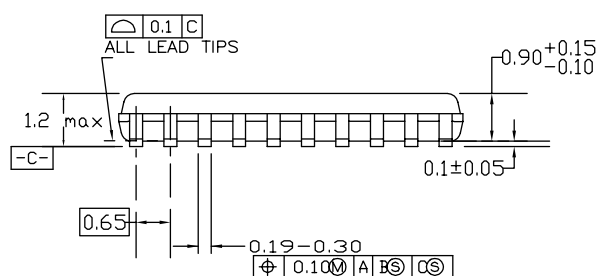 ⌓ 0.1 C
ALL LEAD TIPS
0.90 +0.15
-0.10
1.2 max
-C-
0.1±0.05
0.65
0.19-0.30
⌖ 0.10Ⓜ A BⓈ CⓈ